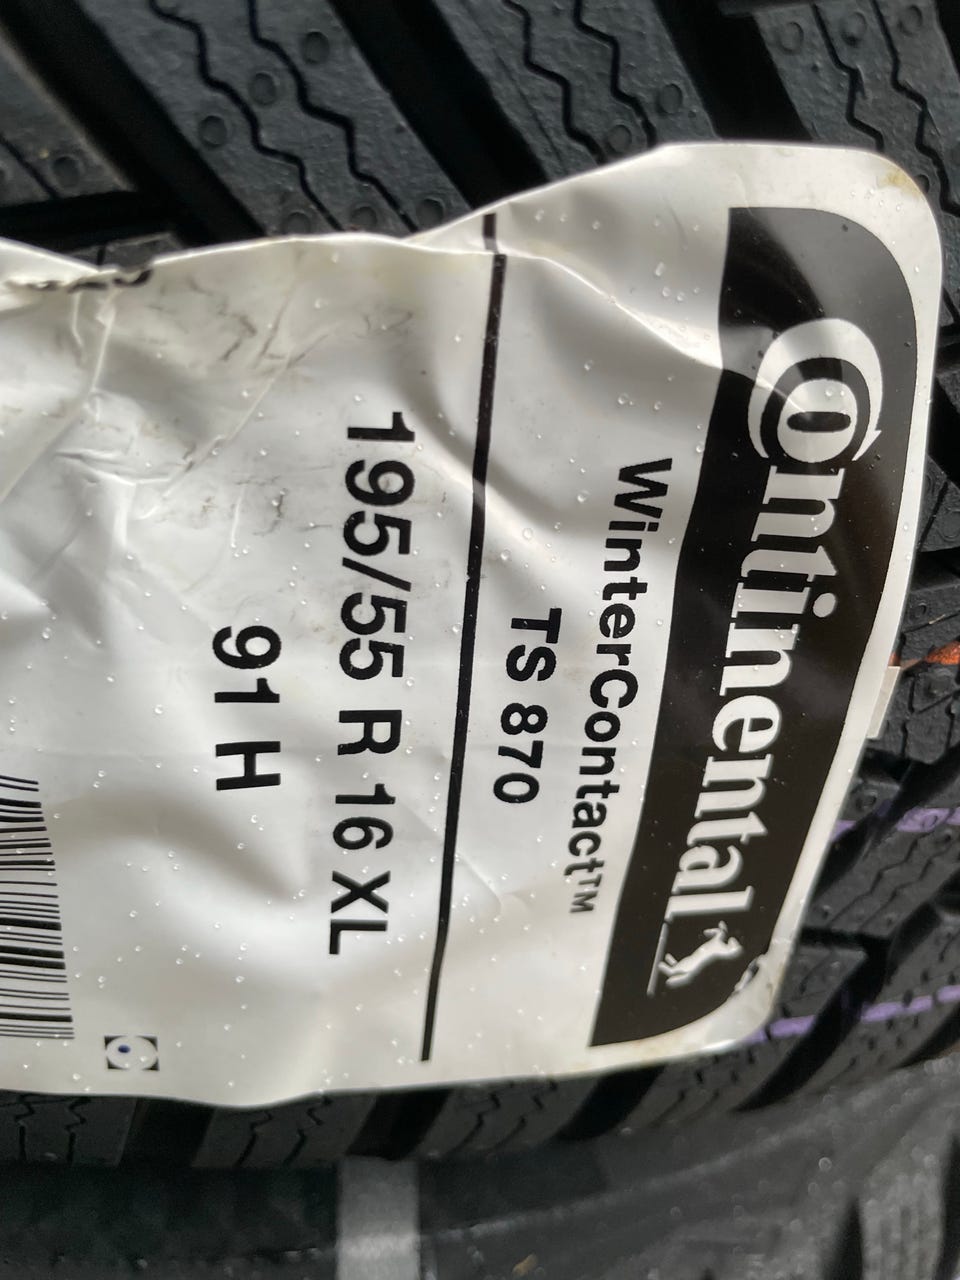 Continental
WinterContact™
TS 870
195/55 R 16 XL
91 H